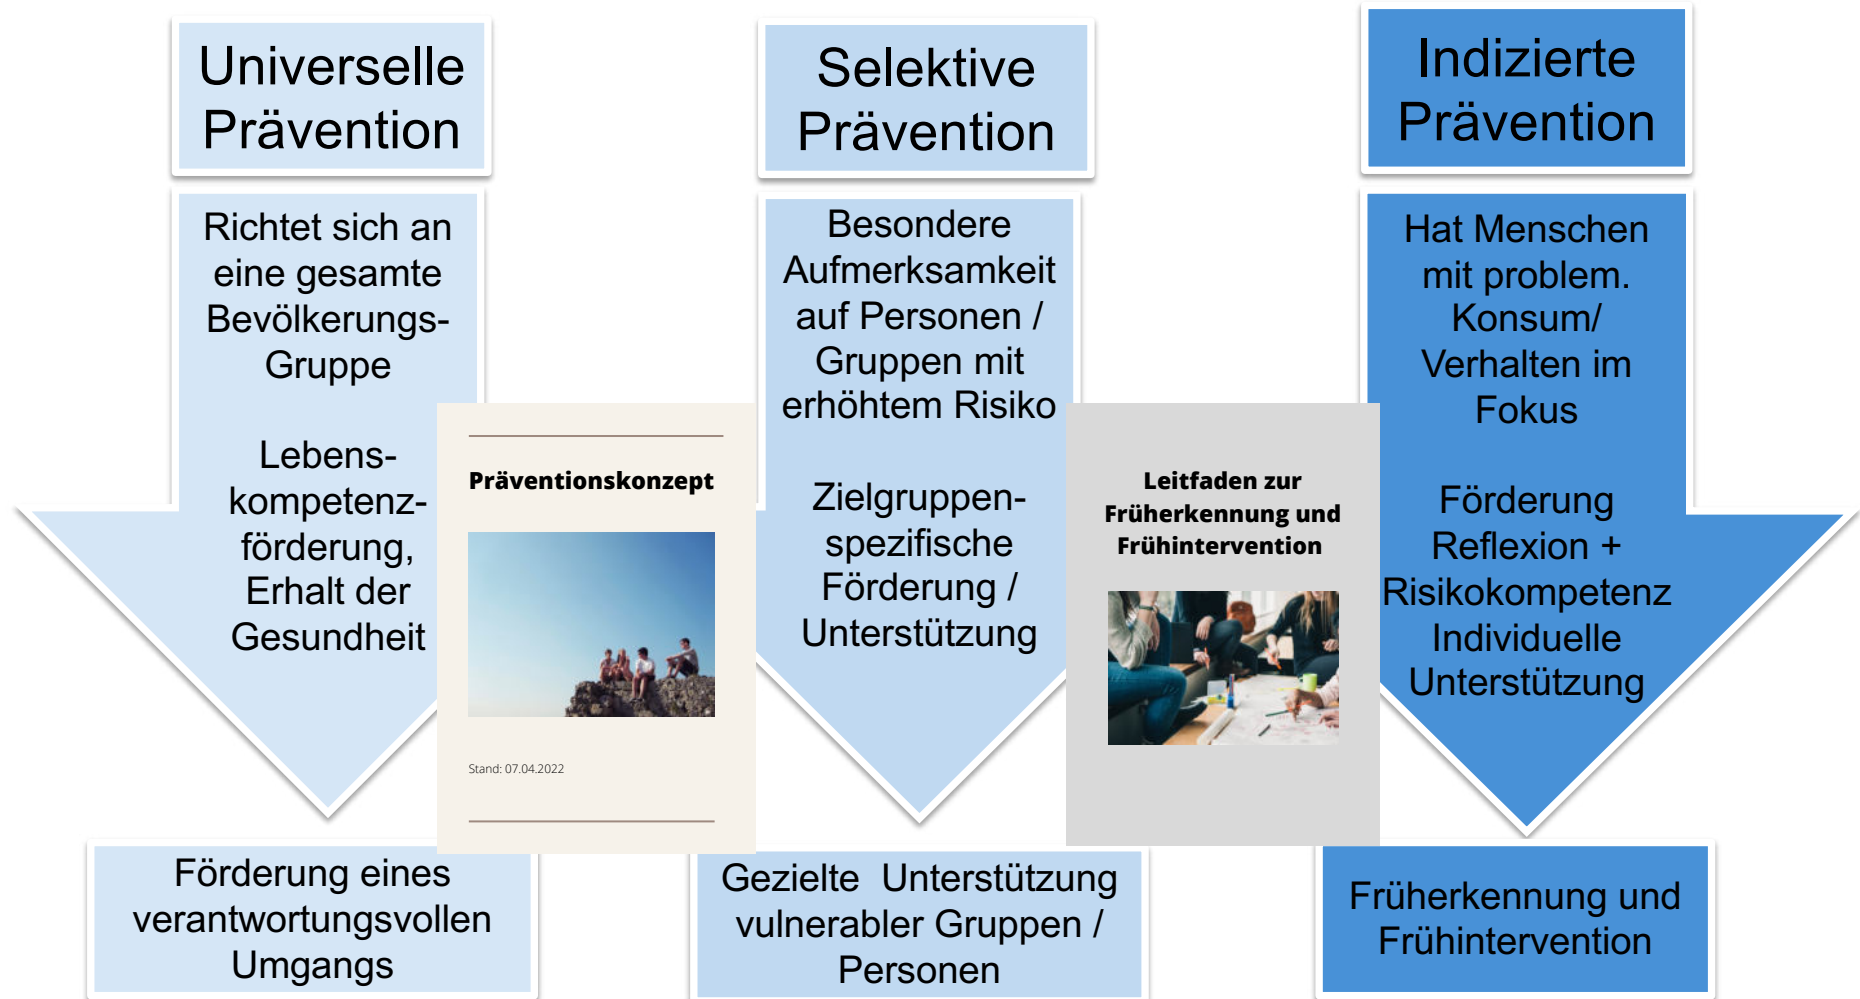 Universelle
Prävention
Richtet sich an
eine gesamte
Bevölkerungs-
Gruppe
Lebens-
kompetenz-
förderung,
Erhalt der
Gesundheit
Förderung eines
verantwortungsvollen
Umgangs
Präventionskonzept
Stand: 07.04.2022
Selektive
Prävention
Besondere
Aufmerksamkeit
auf Personen /
Gruppen mit
erhöhtem Risiko
Zielgruppen-
spezifische
Förderung /
Unterstützung
Gezielte Unterstützung
vulnerabler Gruppen /
Personen
Leitfaden zur
Früherkennung und
Frühintervention
Indizierte
Prävention
Hat Menschen
mit problem.
Konsum/
Verhalten im
Fokus
Förderung
Reflexion +
Risikokompetenz
Individuelle
Unterstützung
Früherkennung und
Frühintervention